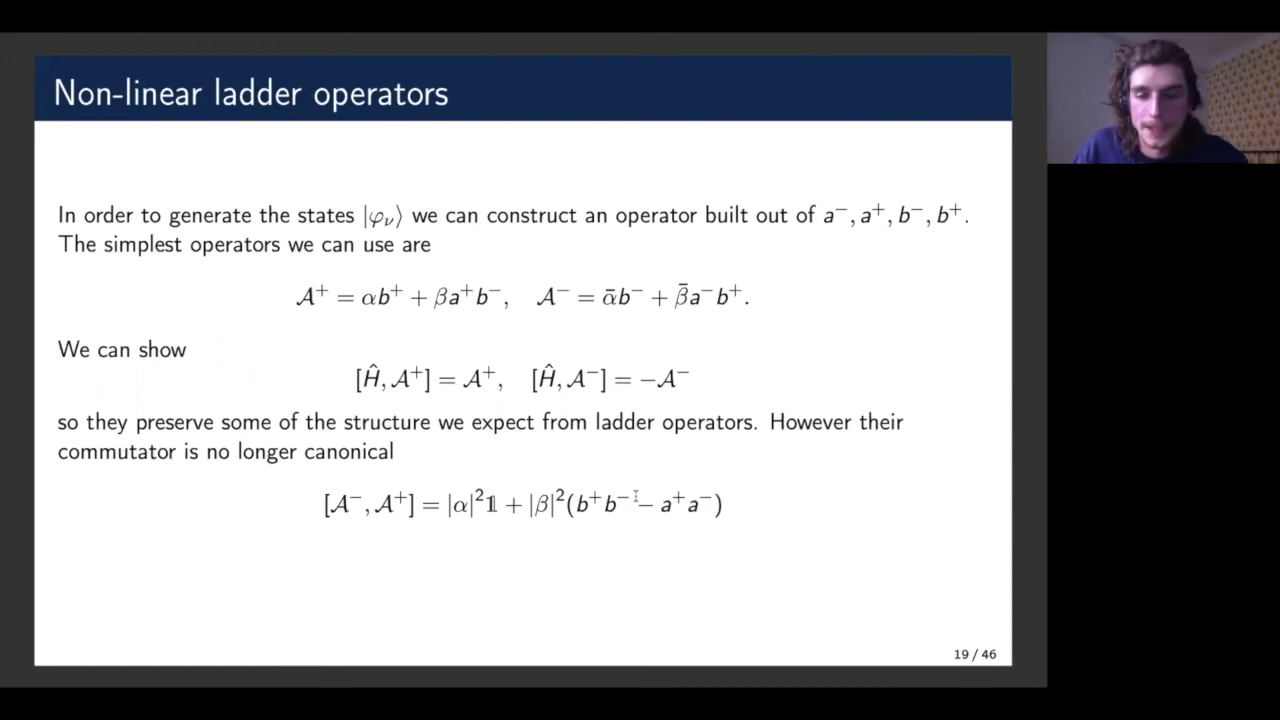 Non-linear ladder operators
In order to generate the states |φ_ν⟩ we can construct an operator built out of a⁻, a⁺, b⁻, b⁺.
The simplest operators we can use are
𝒜⁺ = αb⁺ + βa⁺b⁻, 𝒜⁻ = ᾱb⁻ + β̄a⁻b⁺.
We can show
[Ĥ, 𝒜⁺] = 𝒜⁺, [Ĥ, 𝒜⁻] = −𝒜⁻
so they preserve some of the structure we expect from ladder operators. However their
commutator is no longer canonical
[𝒜⁻, 𝒜⁺] = |α|²𝟙 + |β|²(b⁺b⁻ − a⁺a⁻)
19 / 46